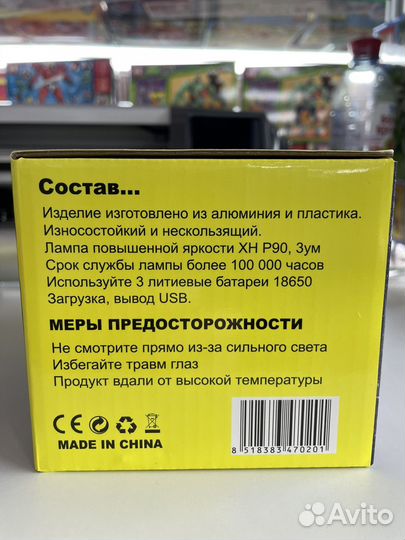 Состав...
Изделие изготовлено из алюминия и пластика.
Износостойкий и нескользящий.
Лампа повышенной яркости XH P90, 3ум
Срок службы лампы более 100 000 часов
Используйте 3 литиевые батареи 18650
Загрузка, вывод USB.
МЕРЫ ПРЕДОСТОРОЖНОСТИ
Не смотрите прямо из-за сильного света
Избегайте травм глаз
Продукт вдали от высокой температуры
CE
MADE IN CHINA
8 518383 470201
Avito